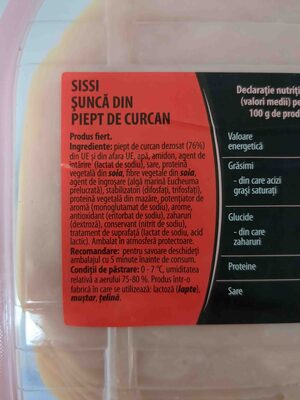 SISSI
ȘUNCĂ DIN
PIEPT DE CURCAN
Produs fiert.
Ingrediente: piept de curcan dezosat (76%)
din UE și din afara UE, apă, amidon, agent de
întărire (lactat de sodiu), sare, proteină
vegetală din soia, fibre vegetale din soia,
agent de îngroșare (algă marină Eucheuma
prelucrată), stabilizatori (difosfați, trifosfați),
proteină vegetală din mazăre, potențiator de
aromă (monoglutamat de sodiu), arome,
antioxidant (eritorbat de sodiu), zaharuri
(dextroză), conservant (nitrit de sodiu),
tratament de suprafață (lactat de sodiu, acid
lactic). Ambalat în atmosferă protectoare.
Recomandare: pentru savoare deschideți
ambalajul cu 5 minute înainte de consum.
Condiții de păstrare: 0 - 7 °C, umiditatea
relativă a aerului 75-80 %. Produs într-o
fabrică în care se utilizează: lactoză (lapte),
muștar, țelină.
Declarație nutriți
(valori medii) pe
100 g de prod
Valoare
energetică
Grăsimi
- din care acizi
grași saturați
Glucide
- din care
zaharuri
Proteine
Sare